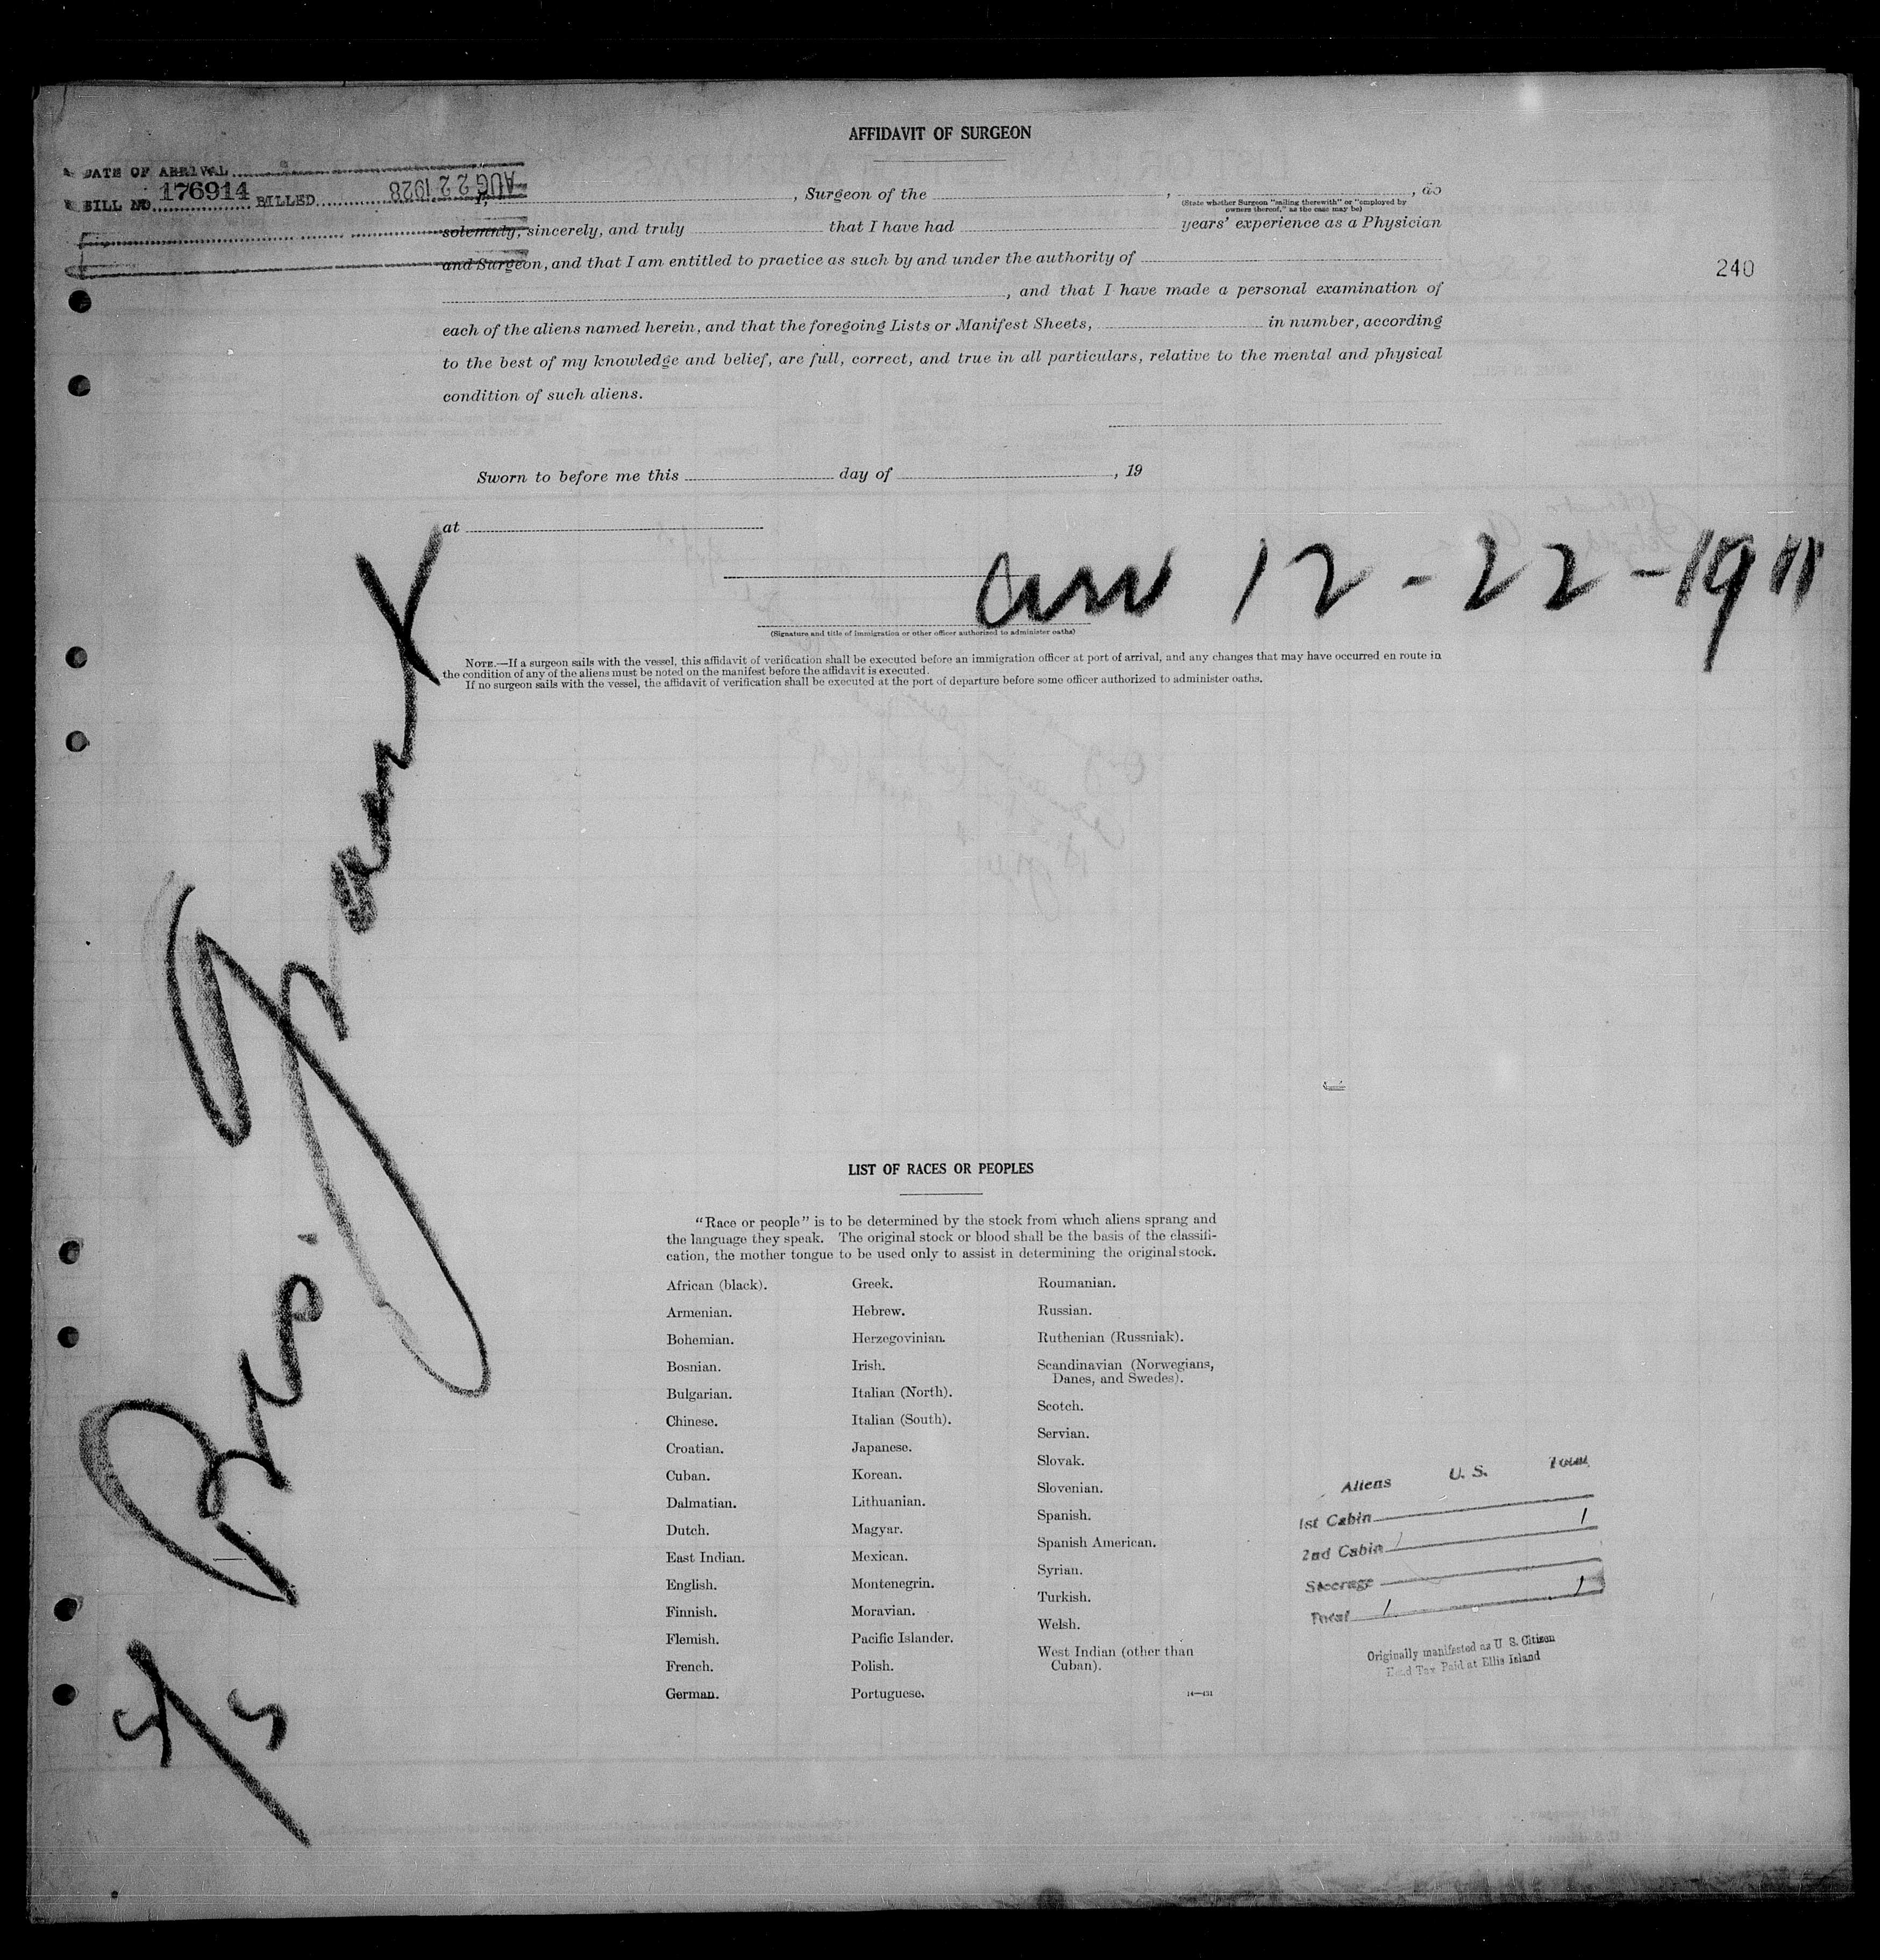 AFFIDAVIT OF SURGEON
DATE OF ARRIVAL
BILL NO. 176914 BILLED AUG 22 1928
240
I, , Surgeon of the , , do
(State whether Surgeon "sailing therewith" or "employed by
owners thereof," as the case may be)
solemnly, sincerely, and truly that I have had years' experience as a Physician
and Surgeon, and that I am entitled to practice as such by and under the authority of
, and that I have made a personal examination of
each of the aliens named herein, and that the foregoing Lists or Manifest Sheets, in number, according
to the best of my knowledge and belief, are full, correct, and true in all particulars, relative to the mental and physical
condition of such aliens.
Sworn to before me this day of , 19
at
arr 12-22-19
(Signature and title of immigration or other officer authorized to administer oaths)
NOTE.—If a surgeon sails with the vessel, this affidavit of verification shall be executed before an immigration officer at port of arrival, and any changes that may have occurred en route in
the condition of any of the aliens must be noted on the manifest before the affidavit is executed.
If no surgeon sails with the vessel, the affidavit of verification shall be executed at the port of departure before some officer authorized to administer oaths.
S/S
LIST OF RACES OR PEOPLES
"Race or people" is to be determined by the stock from which aliens sprang and
the language they speak. The original stock or blood shall be the basis of the classifi-
cation, the mother tongue to be used only to assist in determining the original stock.
African (black).
Armenian.
Bohemian.
Bosnian.
Bulgarian.
Chinese.
Croatian.
Cuban.
Dalmatian.
Dutch.
East Indian.
English.
Finnish.
Flemish.
French.
German.
Greek.
Hebrew.
Herzegovinian.
Irish.
Italian (North).
Italian (South).
Japanese.
Korean.
Lithuanian.
Magyar.
Mexican.
Montenegrin.
Moravian.
Pacific Islander.
Polish.
Portuguese.
Roumanian.
Russian.
Ruthenian (Russniak).
Scandinavian (Norwegians,
Danes, and Swedes).
Scotch.
Servian.
Slovak.
Slovenian.
Spanish.
Spanish American.
Syrian.
Turkish.
Welsh.
West Indian (other than
Cuban).
14—431
Aliens U. S. Total
1st Cabin
2nd Cabin 1 1
Steerage
Total 1 1
Originally manifested as U S. Citizen
Head Tax Paid at Ellis Island